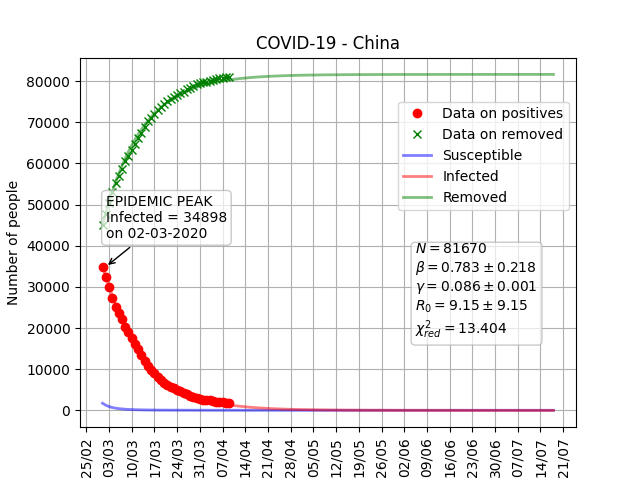 COVID-19 - China
Number of people
80000
70000
60000
50000
40000
30000
20000
10000
0
Data on positives
Data on removed
Susceptible
Infected
Removed
EPIDEMIC PEAK
Infected = 34898
on 02-03-2020
N = 81670
β = 0.783 ± 0.218
γ = 0.086 ± 0.001
R₀ = 9.15 ± 9.15
χ²_red = 13.404
25/02
03/03
10/03
17/03
24/03
31/03
07/04
14/04
21/04
28/04
05/05
12/05
19/05
26/05
02/06
09/06
16/06
23/06
30/06
07/07
14/07
21/07